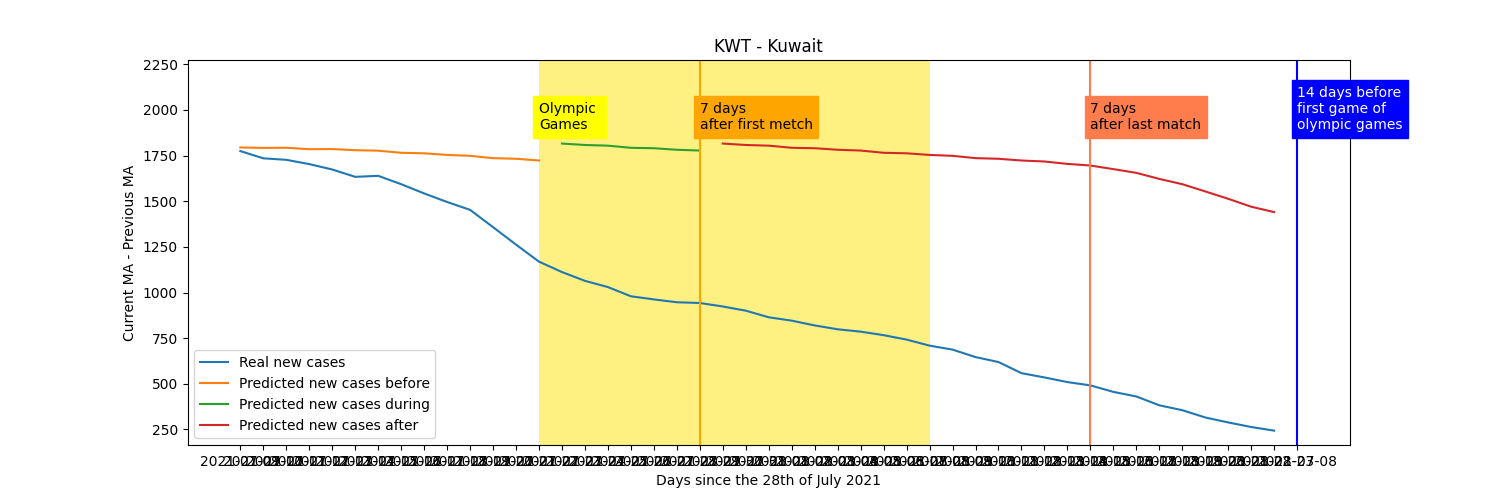 KWT - Kuwait
2250
2000
1750
1500
1250
1000
750
500
250
Current MA - Previous MA
Olympic
Games
7 days
after first metch
7 days
after last match
14 days before
first game of
olympic games
Real new cases
Predicted new cases before
Predicted new cases during
Predicted new cases after
Days since the 28th of July 2021